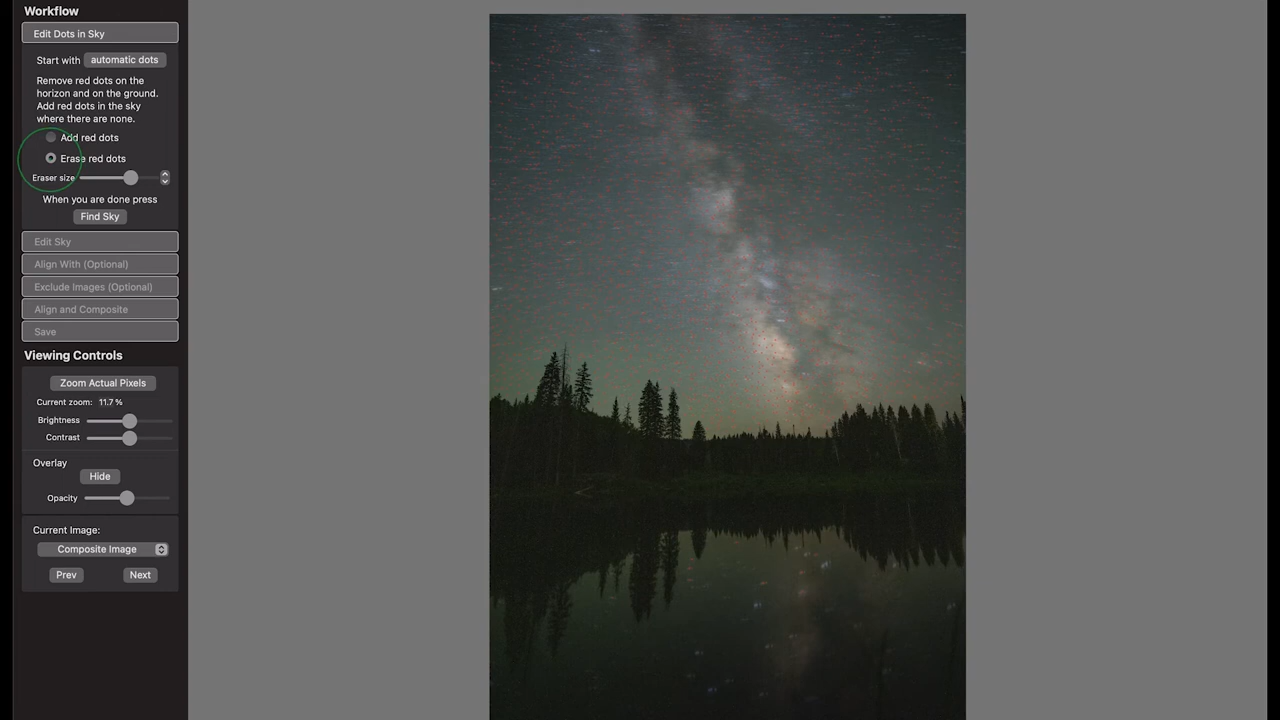 Workflow
Edit Dots in Sky
Start with automatic dots
Remove red dots on the
horizon and on the ground.
Add red dots in the sky
where there are none.
Add red dots
Erase red dots
Eraser size
When you are done press
Find Sky
Edit Sky
Align With (Optional)
Exclude Images (Optional)
Align and Composite
Save
Viewing Controls
Zoom Actual Pixels
Current zoom: 11.7 %
Brightness
Contrast
Overlay
Hide
Opacity
Current Image:
Composite Image
Prev Next